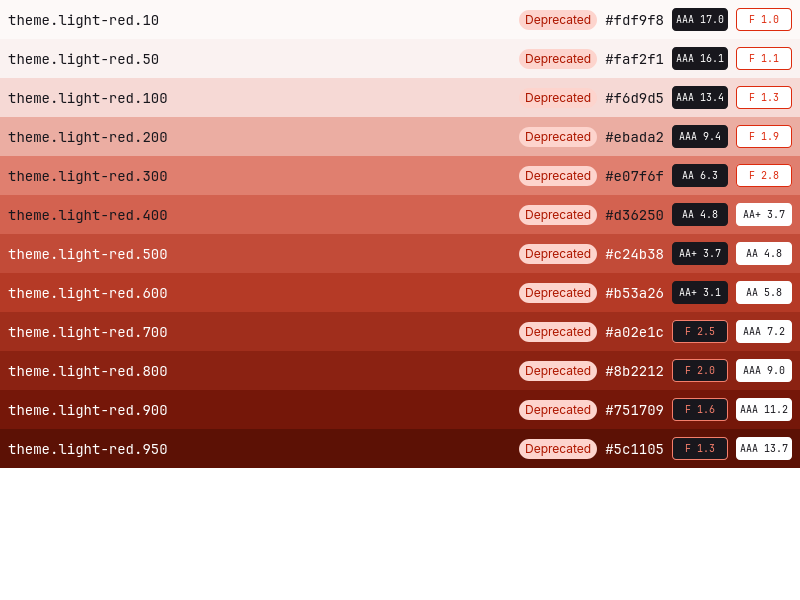 theme.light-red.10 Deprecated #fdf9f8 AAA 17.0 F 1.0
theme.light-red.50 Deprecated #faf2f1 AAA 16.1 F 1.1
theme.light-red.100 Deprecated #f6d9d5 AAA 13.4 F 1.3
theme.light-red.200 Deprecated #ebada2 AAA 9.4 F 1.9
theme.light-red.300 Deprecated #e07f6f AA 6.3 F 2.8
theme.light-red.400 Deprecated #d36250 AA 4.8 AA+ 3.7
theme.light-red.500 Deprecated #c24b38 AA+ 3.7 AA 4.8
theme.light-red.600 Deprecated #b53a26 AA+ 3.1 AA 5.8
theme.light-red.700 Deprecated #a02e1c F 2.5 AAA 7.2
theme.light-red.800 Deprecated #8b2212 F 2.0 AAA 9.0
theme.light-red.900 Deprecated #751709 F 1.6 AAA 11.2
theme.light-red.950 Deprecated #5c1105 F 1.3 AAA 13.7